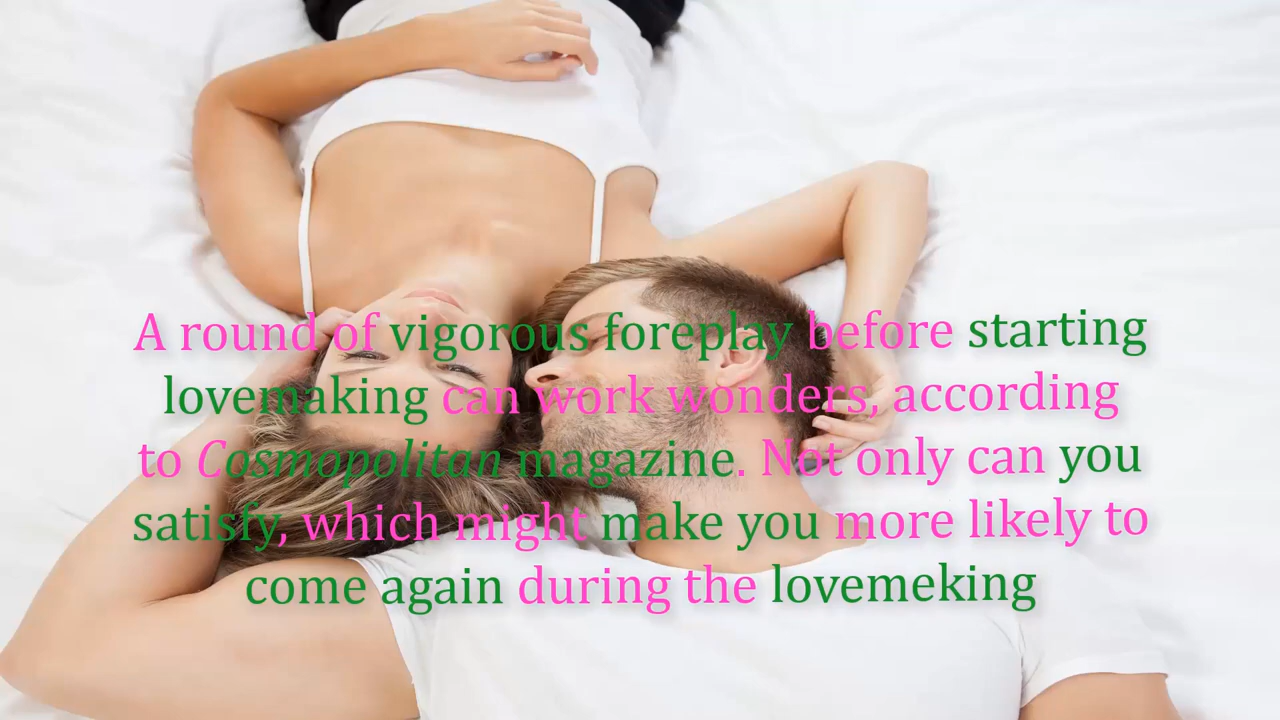 A round of vigorous foreplay before starting
lovemaking can work wonders, according
to Cosmopolitan magazine. Not only can you
satisfy, which might make you more likely to
come again during the lovemeking